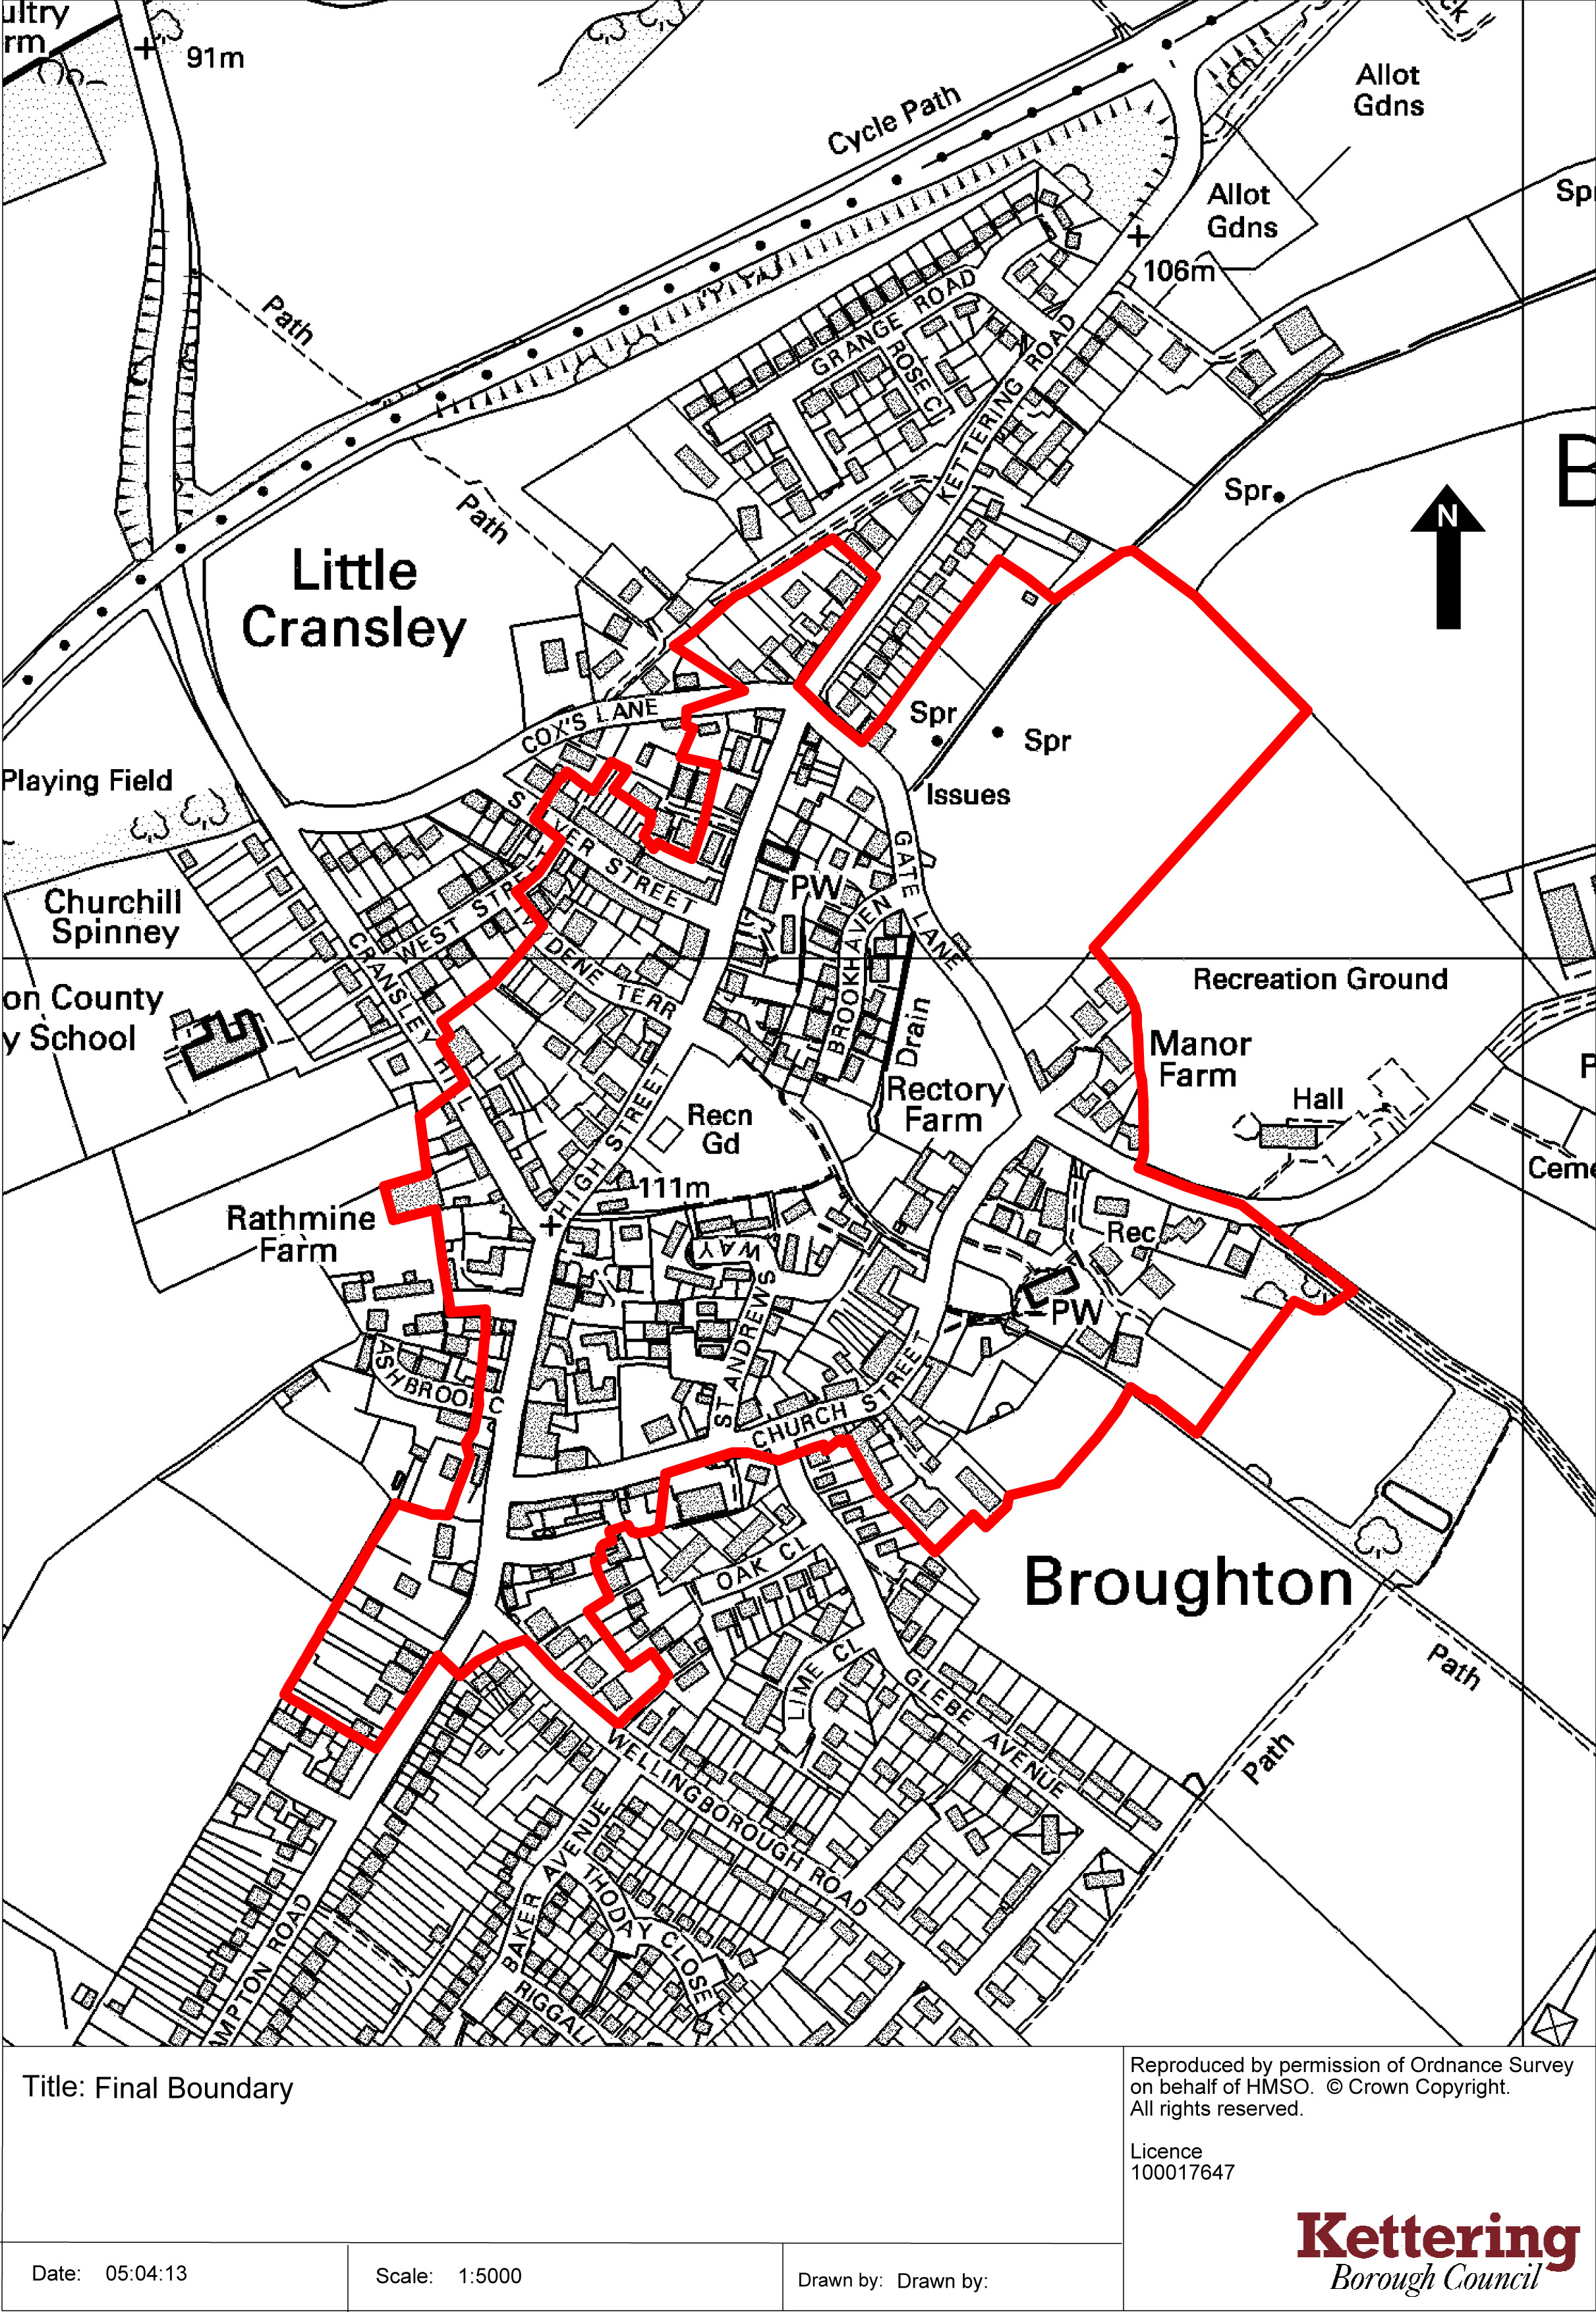 ultry
rm
91m
Cycle Path
Allot
Gdns
Allot
Gdns
106m
Path
GRANGE ROAD
ROSE CL
KETTERING ROAD
Path
Spr
B
N
Little
Cransley
COX'S LANE
Spr
Spr
Issues
Playing Field
SILVER STREET
GATE LANE
PW
Churchill
Spinney
WEST STRE
CRANSLEY HILL
DENE TERR
BROOKHAVEN
Drain
Recreation Ground
on County
y School
Manor
Farm
Rectory
Farm
Hall
Recn
Gd
HIGH STREET
111m
Ceme
Rathmine
Farm
WAY
Rec
PW
ST ANDREWS
ASHBROOK C
CHURCH STREET
OAK CL
Broughton
LIME CL
GLEBE AVENUE
Path
Path
WELLINGBOROUGH ROAD
BAKER AVENUE
THODAY CLOSE
AMPTON ROAD
RIGGALL
Title: Final Boundary
Reproduced by permission of Ordnance Survey
on behalf of HMSO. © Crown Copyright.
All rights reserved.
Licence
100017647
Kettering
Borough Council
Date: 05:04:13
Scale: 1:5000
Drawn by: Drawn by: